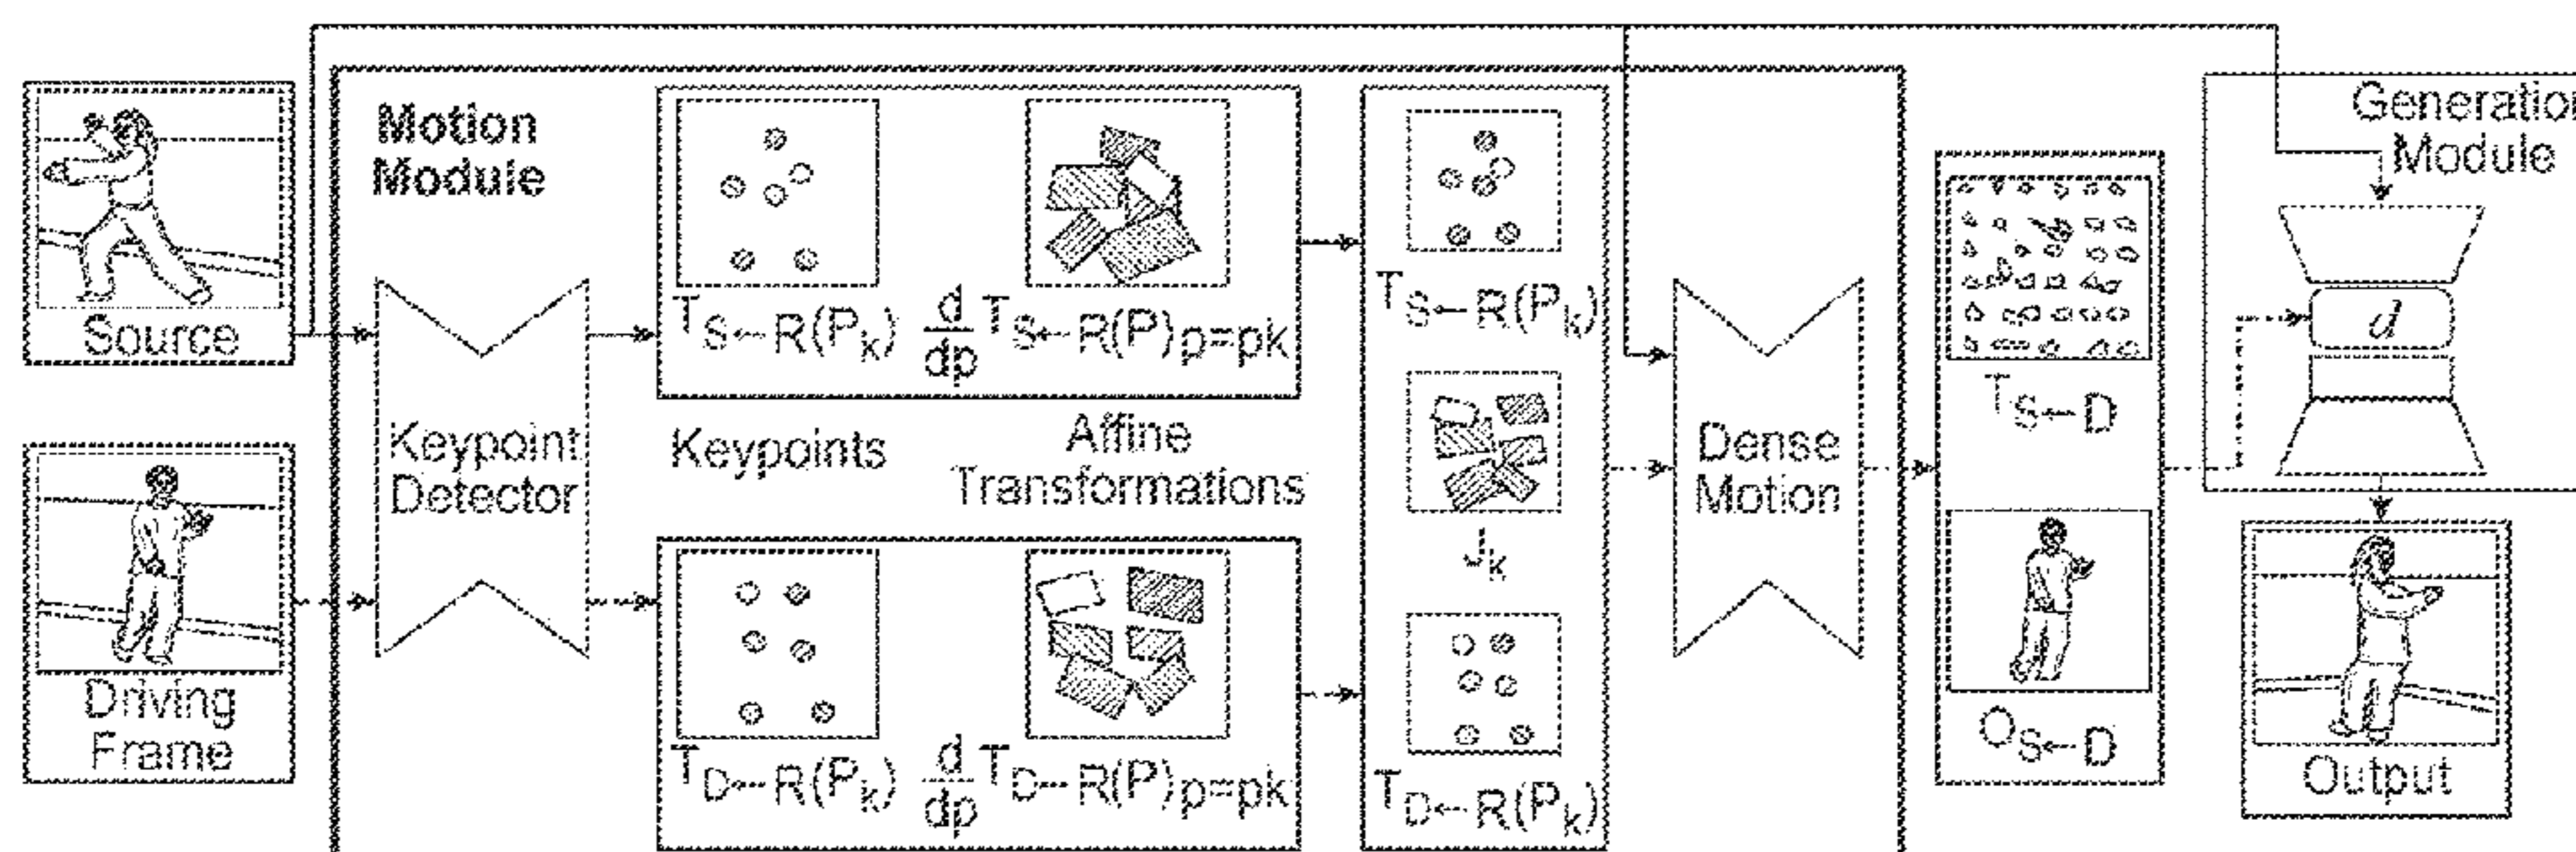 Motion
Module
Source
Driving
Frame
Keypoint
Detector
T_S←R(P_k) d/dp T_S←R(P)p=pk
Keypoints
Affine
Transformations
T_D←R(P_k) d/dp T_D←R(P)p=pk
T_S←R(P_k)
J_k
T_D←R(P_k)
Dense
Motion
T_S←D
O_S←D
Generation
Module
d
Output